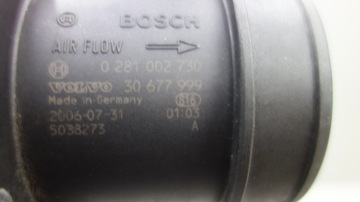 BOSCH
AIR FLOW
0 281 002 730
VOLVO 30 677 999
Made in Germany 816
2006-07-31 01:03
5038273 A